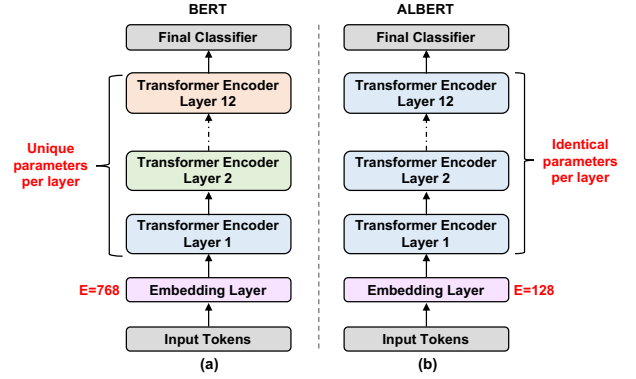 BERT
Final Classifier
Transformer Encoder
Layer 12
Transformer Encoder
Layer 2
Transformer Encoder
Layer 1
Unique
parameters
per layer
E=768
Embedding Layer
Input Tokens
(a)
ALBERT
Final Classifier
Transformer Encoder
Layer 12
Transformer Encoder
Layer 2
Transformer Encoder
Layer 1
Identical
parameters
per layer
Embedding Layer
E=128
Input Tokens
(b)